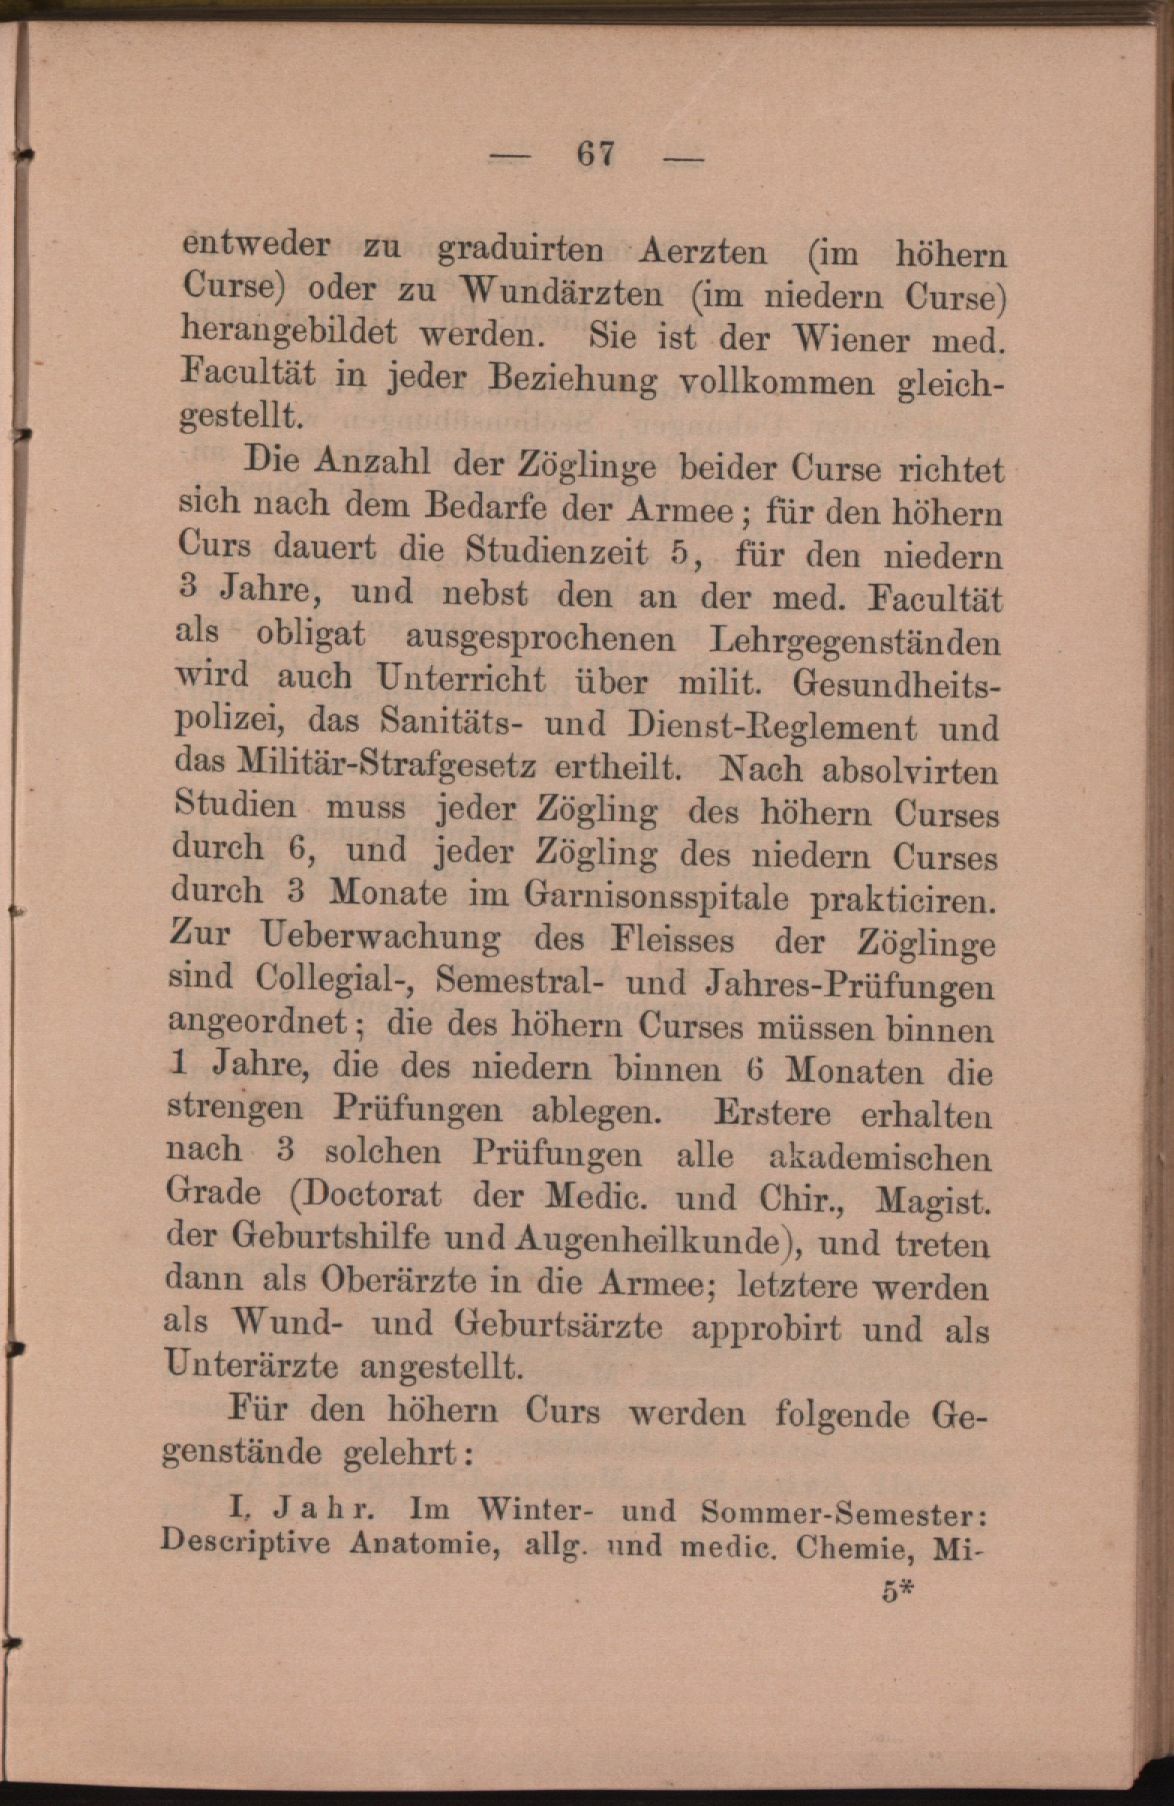 — 67 —
entweder zu graduirten Aerzten (im höhern
Curse) oder zu Wundärzten (im niedern Curse)
herangebildet werden. Sie ist der Wiener med.
Facultät in jeder Beziehung vollkommen gleich-
gestellt.
Die Anzahl der Zöglinge beider Curse richtet
sich nach dem Bedarfe der Armee; für den höhern
Curs dauert die Studienzeit 5, für den niedern
3 Jahre, und nebst den an der med. Facultät
als obligat ausgesprochenen Lehrgegenständen
wird auch Unterricht über milit. Gesundheits-
polizei, das Sanitäts- und Dienst-Reglement und
das Militär-Strafgesetz ertheilt. Nach absolvirten
Studien muss jeder Zögling des höhern Curses
durch 6, und jeder Zögling des niedern Curses
durch 3 Monate im Garnisonsspitale prakticiren.
Zur Ueberwachung des Fleisses der Zöglinge
sind Collegial-, Semestral- und Jahres-Prüfungen
angeordnet; die des höhern Curses müssen binnen
1 Jahre, die des niedern binnen 6 Monaten die
strengen Prüfungen ablegen. Erstere erhalten
nach 3 solchen Prüfungen alle akademischen
Grade (Doctorat der Medic. und Chir., Magist.
der Geburtshilfe und Augenheilkunde), und treten
dann als Oberärzte in die Armee; letztere werden
als Wund- und Geburtsärzte approbirt und als
Unterärzte angestellt.
Für den höhern Curs werden folgende Ge-
genstände gelehrt:
I. Jahr. Im Winter- und Sommer-Semester:
Descriptive Anatomie, allg. und medic. Chemie, Mi-
5*